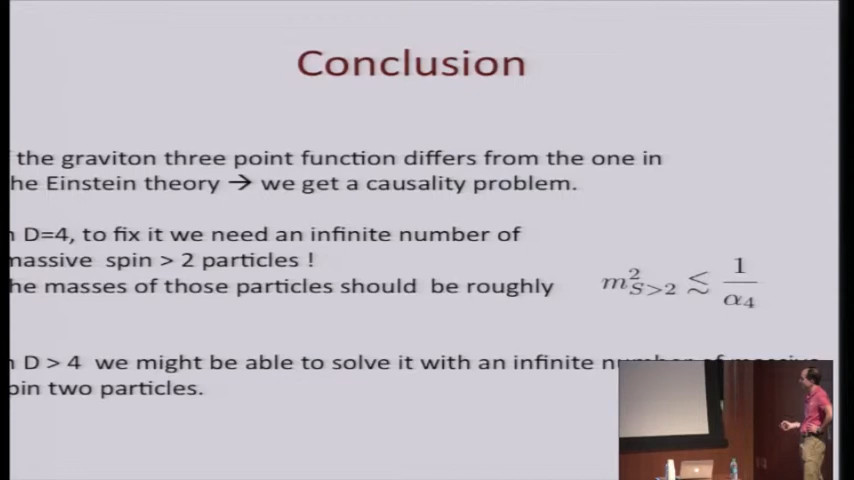 Conclusion
the graviton three point function differs from the one in
he Einstein theory → we get a causality problem.
n D=4, to fix it we need an infinite number of
massive spin > 2 particles !
he masses of those particles should be roughly
m²_{S>2} ≲ 1/α₄
n D > 4 we might be able to solve it with an infinite number of massive
pin two particles.